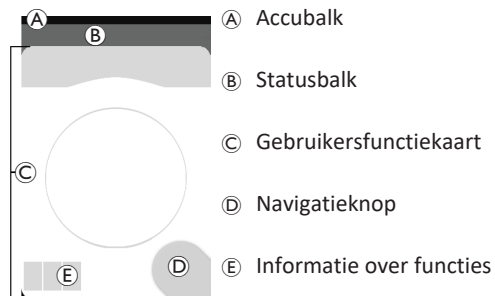 Ⓐ Ⓐ Accubalk
Ⓑ
Ⓑ Statusbalk
Ⓒ Gebruikersfunctiekaart
Ⓒ
Ⓓ Navigatieknop
Ⓔ Ⓓ Ⓔ Informatie over functies